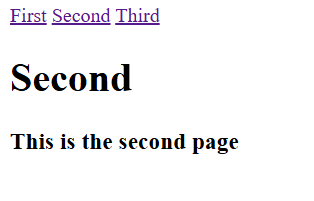 First Second Third
Second
This is the second page